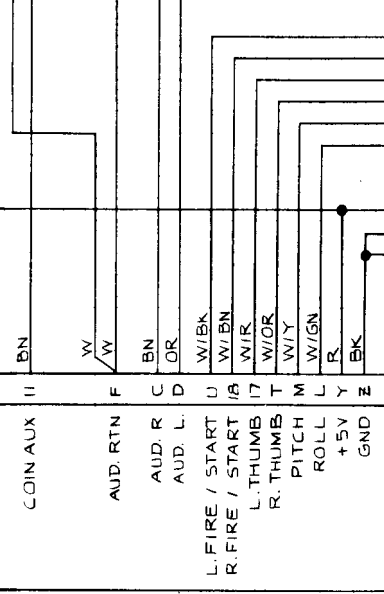 COIN AUX 11 BN
W
AUD. RTN F W
AUD. R C BN
AUD. L. D OR
L. FIRE / START U W/BK
R. FIRE / START 18 W/BN
L. THUMB 17 W/R
R. THUMB T W/OR
PITCH M W/Y
ROLL L W/GN
+5V Y R
GND Z BK